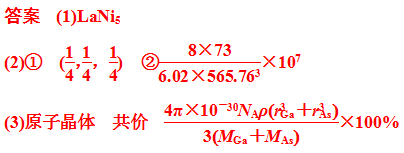 答案 (1)LaNi₅
(2)① (1/4,1/4, 1/4) ② 8×73/6.02×565.76³ ×10⁷
(3)原子晶体 共价 4π×10⁻³⁰N_Aρ(r³_Ga+r³_As)/3(M_Ga+M_As) ×100%